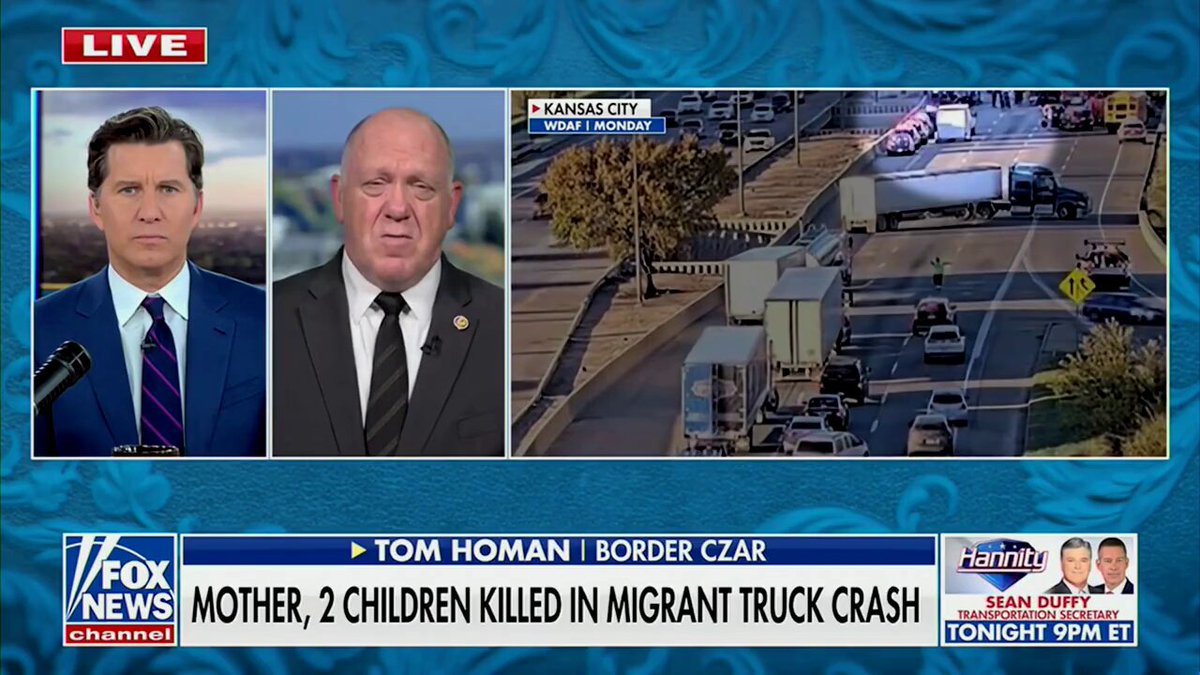 LIVE
KANSAS CITY
WDAF | MONDAY
TOM HOMAN | BORDER CZAR
MOTHER, 2 CHILDREN KILLED IN MIGRANT TRUCK CRASH
FOX
NEWS
channel
Hannity
SEAN DUFFY
TRANSPORTATION SECRETARY
TONIGHT 9PM ET